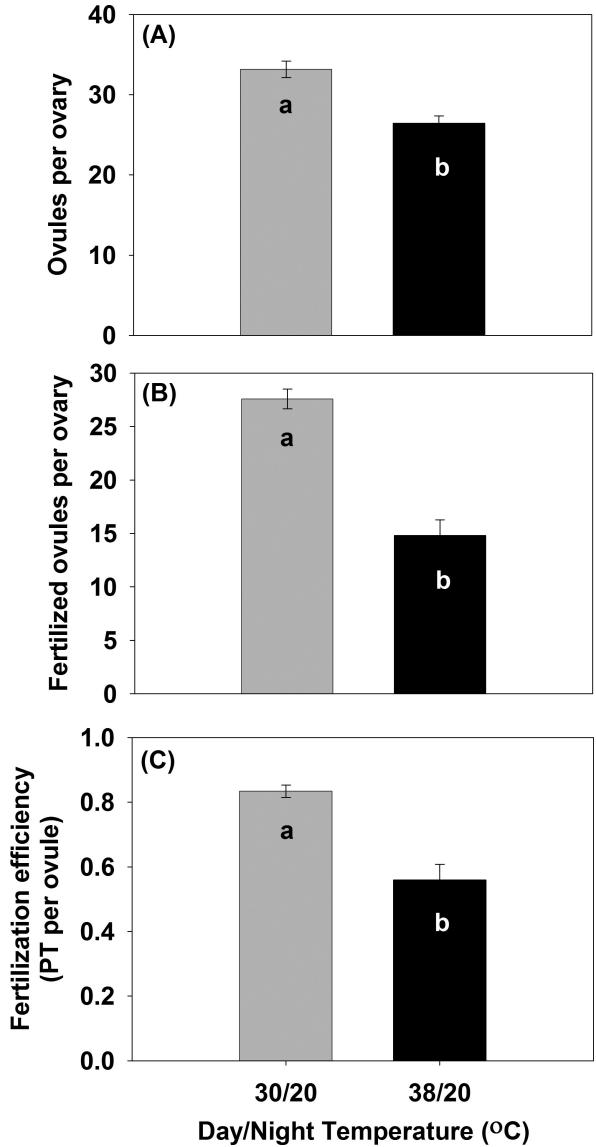 (A)
Ovules per ovary
40
30
20
10
0
a
b
(B)
Fertilized ovules per ovary
30
25
20
15
10
5
0
a
b
(C)
Fertilization efficiency
(PT per ovule)
1.0
0.8
0.6
0.4
0.2
0.0
a
b
30/20 38/20
Day/Night Temperature (ᴼC)